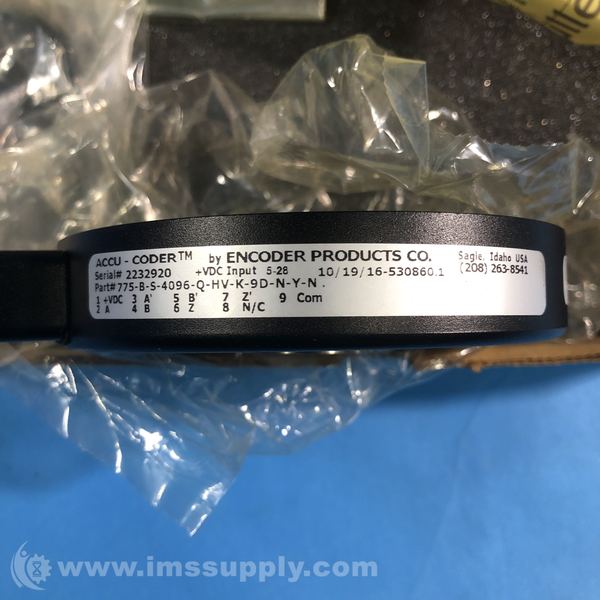 ACCU - CODER™ by ENCODER PRODUCTS CO. Sagle, Idaho USA
Serial# 2232920 +VDC Input 5-28 10/19/16-530860.1 (208) 263-8541
Part# 775-B-S-4096-Q-HV-K-9D-N-Y-N .
1 +VDC 3 A' 5 B' 7 Z' 9 Com
2 A 4 B 6 Z 8 N/C
www.imssupply.com